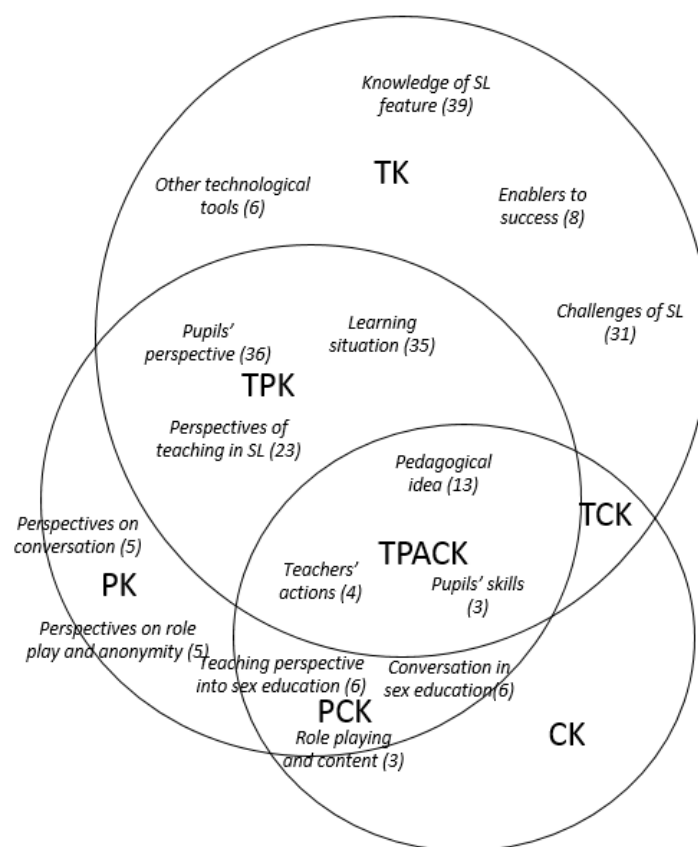 Knowledge of SL
feature (39)
TK
Other technological
tools (6)
Enablers to
success (8)
Challenges of SL
(31)
Pupils'
perspective (36)
Learning
situation (35)
TPK
Perspectives of
teaching in SL (23)
Pedagogical
idea (13)
TCK
Perspectives on
conversation (5)
TPACK
PK
Teachers'
actions (4)
Pupils' skills
(3)
Perspectives on role
play and anonymity (5)
Teaching perspective
into sex education (6)
Conversation in
sex education(6)
PCK
CK
Role playing
and content (3)